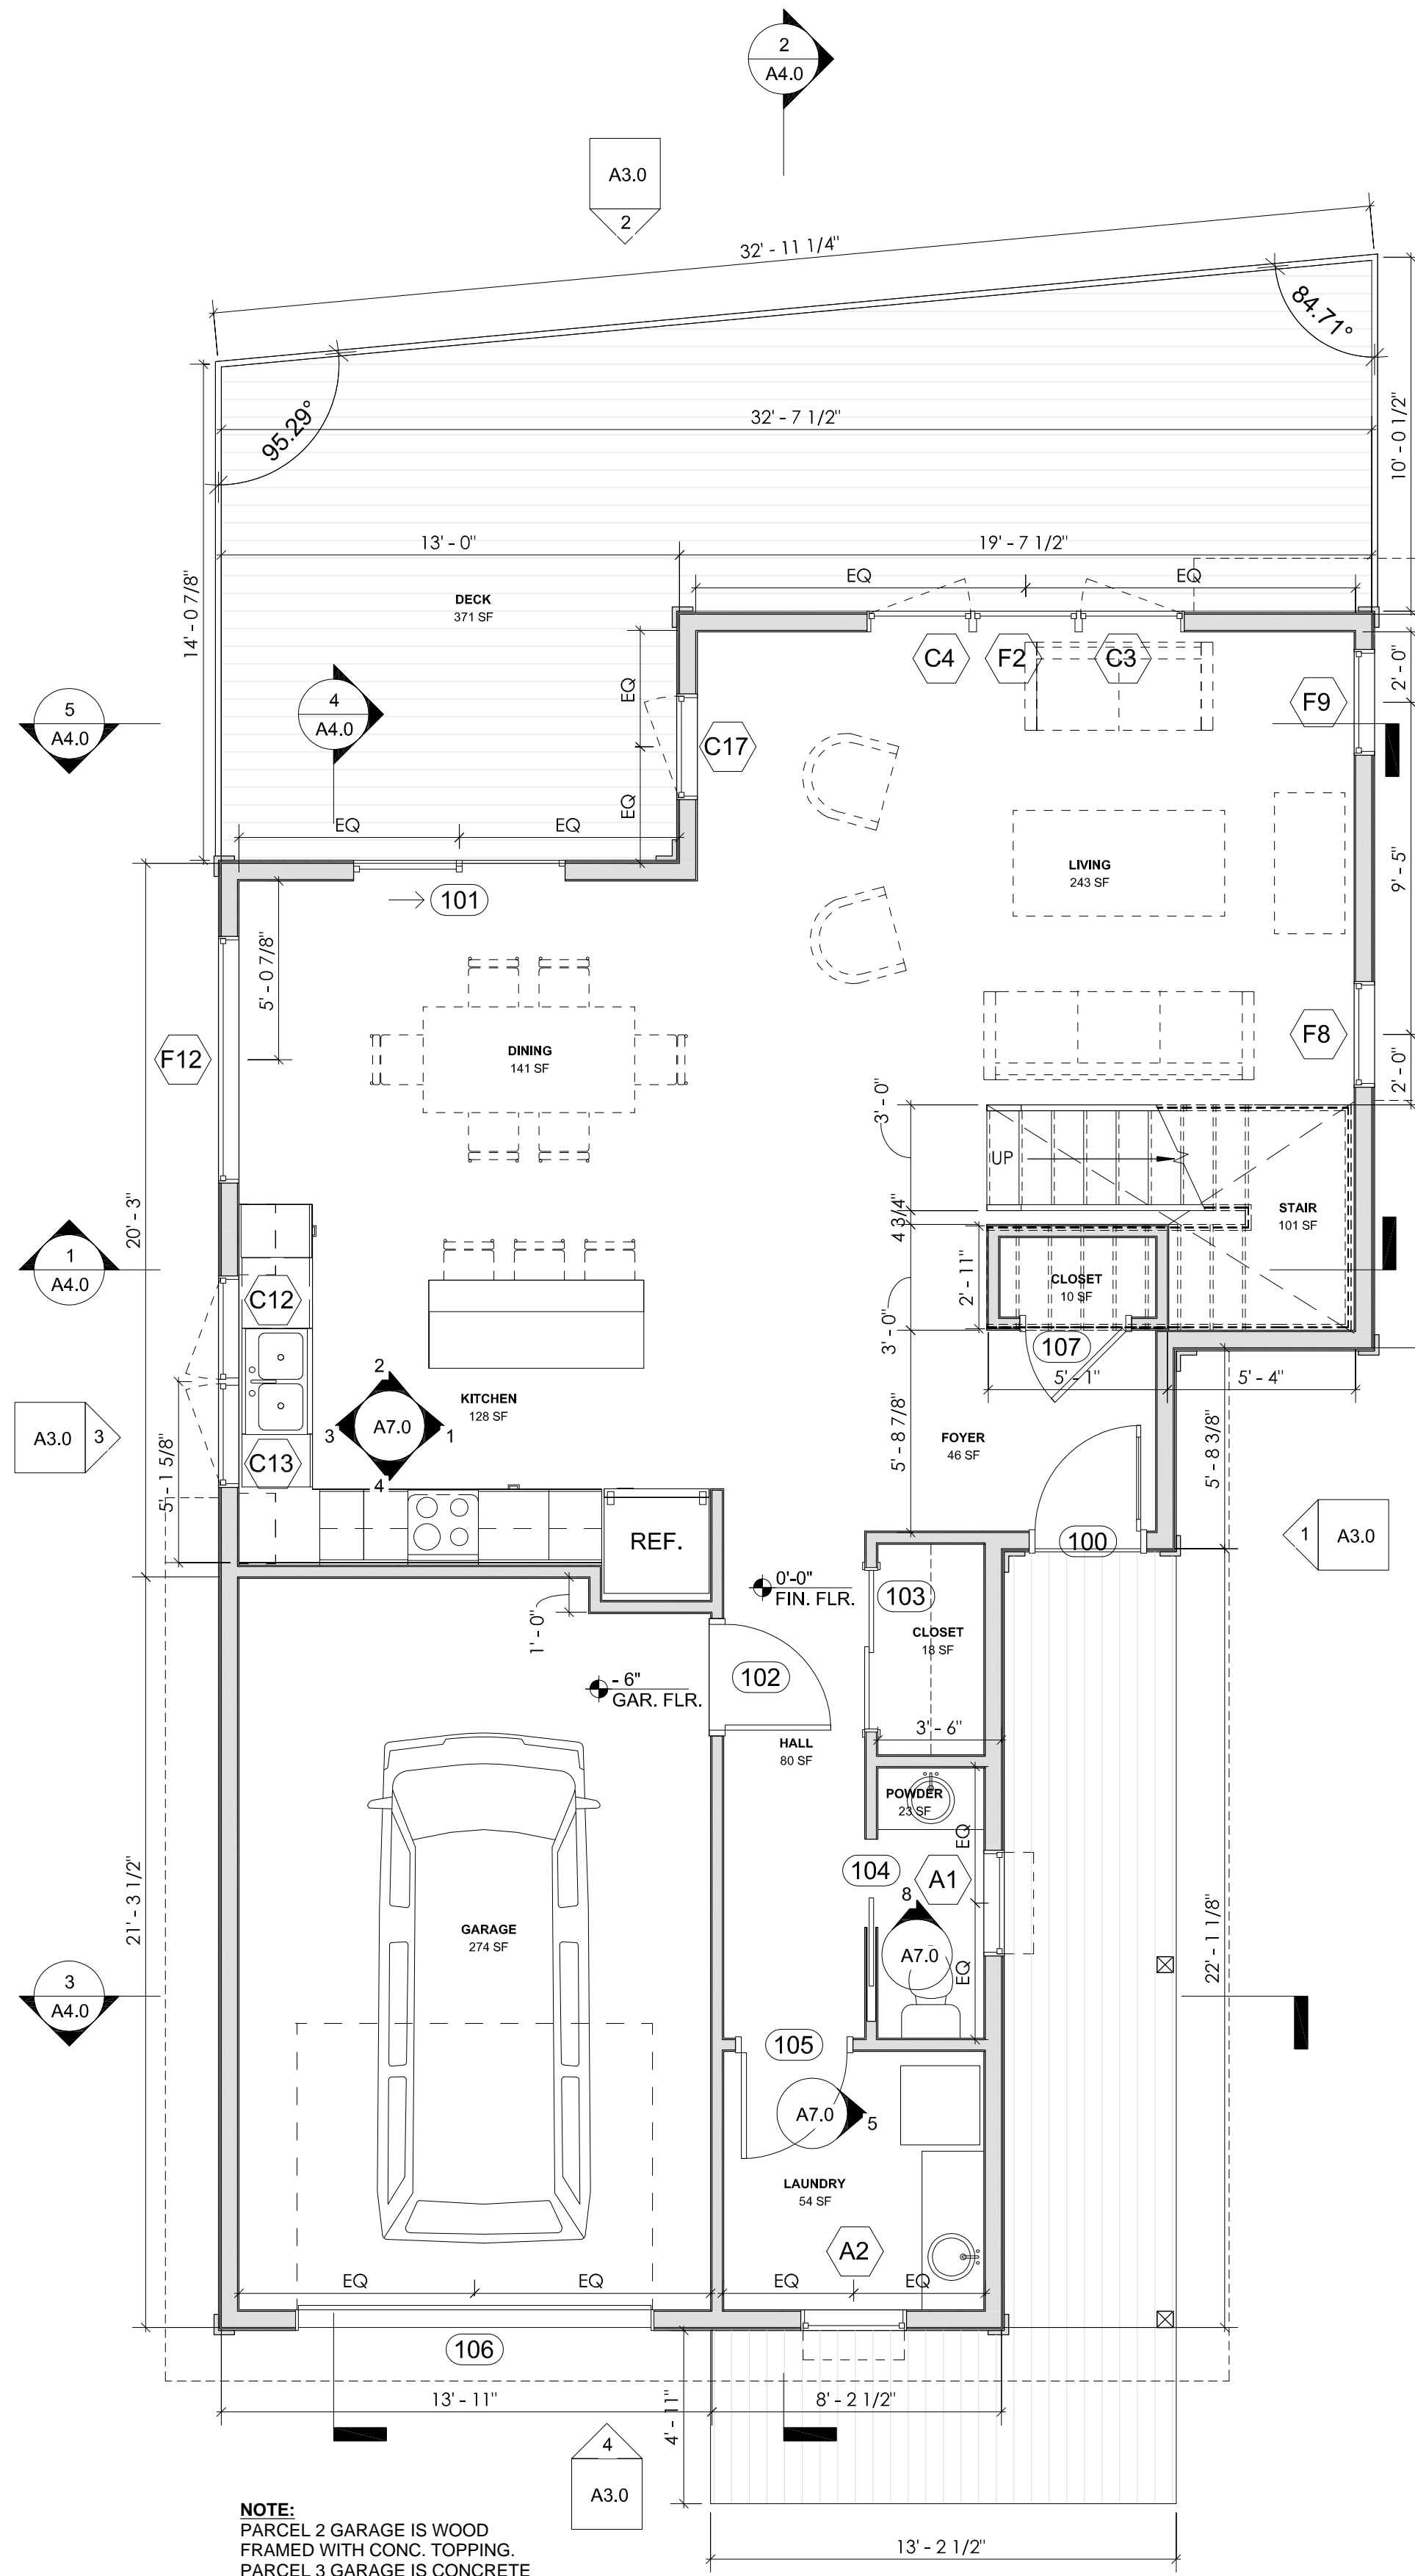 2
A4.0
A3.0
2
32' - 11 1/4"
84.71°
95.29°
32' - 7 1/2"
10' - 0 1/2"
13' - 0"
19' - 7 1/2"
EQ
EQ
DECK
371 SF
14' - 0 7/8"
C4
F2
C3
2' - 0"
F9
EQ
4
A4.0
5
A4.0
C17
EQ
EQ
EQ
LIVING
243 SF
9' - 5"
101
5' - 0 7/8"
F12
DINING
141 SF
F8
2' - 0"
3' - 0"
UP
STAIR
101 SF
4 3/4"
20' - 3"
1
A4.0
C12
CLOSET
10 SF
2' - 11"
3' - 0"
107
5' - 1"
5' - 4"
2
KITCHEN
128 SF
A7.0
3
1
4
A3.0
3
C13
5' - 1 5/8"
FOYER
46 SF
5' - 8 7/8"
5' - 8 3/8"
1
A3.0
100
REF.
0'-0"
FIN. FLR.
103
1' - 0"
CLOSET
18 SF
102
- 6"
GAR. FLR.
3' - 6"
HALL
80 SF
POWDER
23 SF
EQ
104
A1
8
A7.0
EQ
21' - 3 1/2"
GARAGE
274 SF
22' - 1 1/8"
3
A4.0
105
A7.0
5
LAUNDRY
54 SF
A2
EQ
EQ
EQ
EQ
106
13' - 11"
4' - 11"
8' - 2 1/2"
4
A3.0
13' - 2 1/2"
NOTE:
PARCEL 2 GARAGE IS WOOD
FRAMED WITH CONC. TOPPING.
PARCEL 3 GARAGE IS CONCRETE